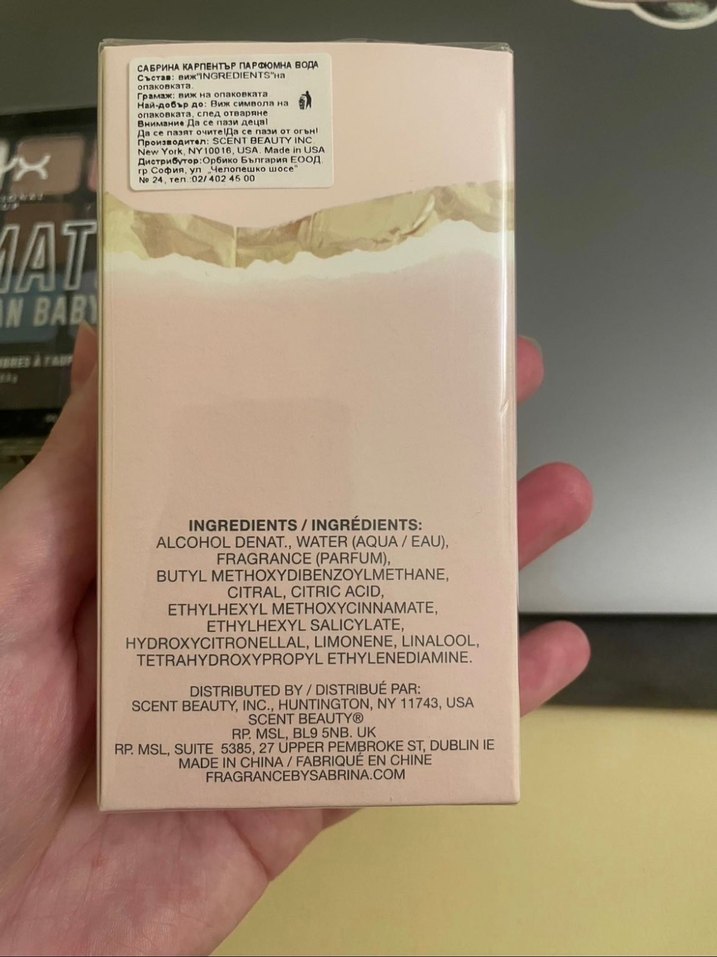 САБРИНА КАРПЕНТЪР ПАРФЮМНА ВОДА
Състав: виж"INGREDIENTS"на
опаковката.
Грамаж: виж на опаковката
Най-добър до: Виж символа на
опаковката, след отваряне
Внимание:Да се пази деца!
Да се пазят очите!Да се пази от огън!
Производител: SCENT BEAUTY INC
New York, NY10016, USA. Made in USA
Дистрибутор:Орбико България ЕООД,
гр.София, ул. „Челопешко шосе"
№ 24, тел.:02/ 402 45 00
YX
MAT
AN BABY
INGREDIENTS / INGRÉDIENTS:
ALCOHOL DENAT., WATER (AQUA / EAU),
FRAGRANCE (PARFUM),
BUTYL METHOXYDIBENZOYLMETHANE,
CITRAL, CITRIC ACID,
ETHYLHEXYL METHOXYCINNAMATE,
ETHYLHEXYL SALICYLATE,
HYDROXYCITRONELLAL, LIMONENE, LINALOOL,
TETRAHYDROXYPROPYL ETHYLENEDIAMINE.
DISTRIBUTED BY / DISTRIBUÉ PAR:
SCENT BEAUTY, INC., HUNTINGTON, NY 11743, USA
SCENT BEAUTY®
RP. MSL, BL9 5NB. UK
RP. MSL, SUITE 5385, 27 UPPER PEMBROKE ST, DUBLIN IE
MADE IN CHINA / FABRIQUÉ EN CHINE
FRAGRANCEBYSABRINA.COM